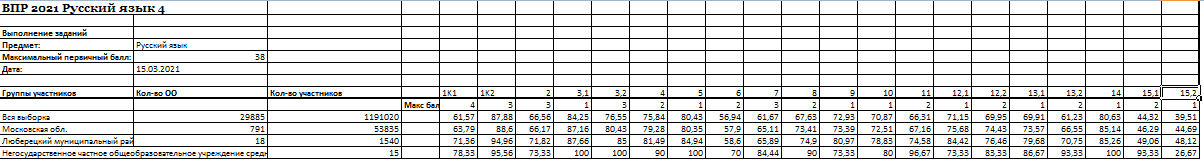 ВПР 2021 Русский язык 4
Выполнение заданий
Предмет: Русский язык
Максимальный первичный балл: 38
Дата: 15.03.2021
Группы участников Кол-во ОО Кол-во участников 1К1 1К2 2 3,1 3,2 4 5 6 7 8 9 10 11 12,1 12,2 13,1 13,2 14 15,1 15,2
Макс бал 4 3 3 1 3 2 1 2 3 2 1 1 2 1 2 1 2 1 2 1
Вся выборка 29885 1191020 61,57 87,88 66,56 84,25 76,55 75,84 80,43 56,94 61,67 67,63 72,93 70,87 66,31 71,15 69,95 69,91 61,23 80,63 44,32 39,51
Московская обл. 791 53835 63,79 88,6 66,17 87,16 80,43 79,28 80,35 57,9 65,11 73,41 73,39 72,51 67,16 75,68 74,43 73,57 66,55 85,14 46,29 44,69
Люберецкий муниципальный рай 18 1540 71,36 94,96 71,82 87,66 85 81,49 84,94 58,6 65,89 74,9 80,97 78,83 74,58 84,42 76,46 79,68 70,75 85,26 49,06 48,12
Негосударственное частное общеобразовательное учреждение средн 15 78,33 95,56 73,33 100 100 90 100 70 84,44 90 73,33 80 96,67 73,33 83,33 86,67 93,33 100 93,33 26,67